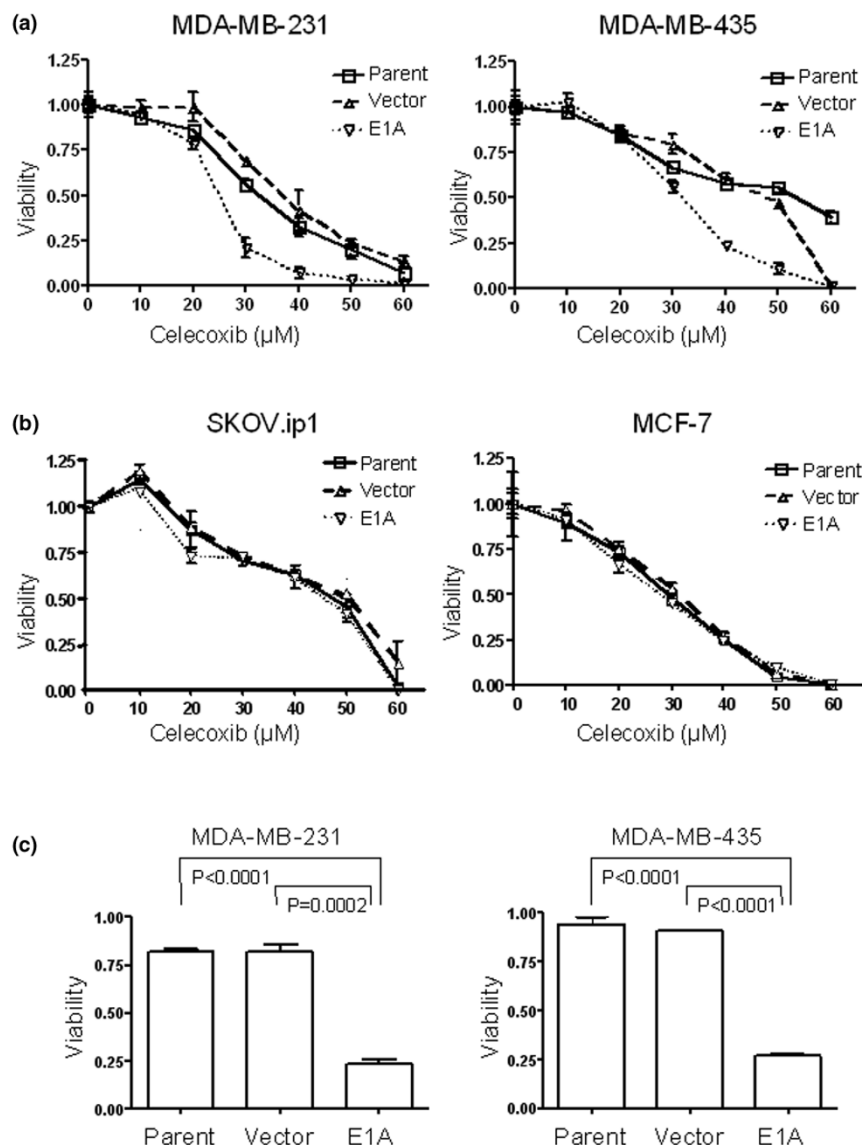 (a)
MDA-MB-231
MDA-MB-435
1.25
1.00
0.75
0.50
0.25
0.00
Viability
Parent
Vector
E1A
0 10 20 30 40 50 60
Celecoxib (µM)
1.25
1.00
0.75
0.50
0.25
0.00
Viability
Parent
Vector
E1A
0 10 20 30 40 50 60
Celecoxib (µM)
(b)
SKOV.ip1
MCF-7
1.25
1.00
0.75
0.50
0.25
0.00
Viability
Parent
Vector
E1A
0 10 20 30 40 50 60
Celecoxib (µM)
1.25
1.00
0.75
0.50
0.25
0.00
Viability
Parent
Vector
E1A
0 10 20 30 40 50 60
Celecoxib (µM)
(c)
MDA-MB-231
MDA-MB-435
P<0.0001
P=0.0002
1.00
0.75
0.50
0.25
0.00
Viability
Parent Vector E1A
P<0.0001
P<0.0001
1.00
0.75
0.50
0.25
0.00
Viability
Parent Vector E1A